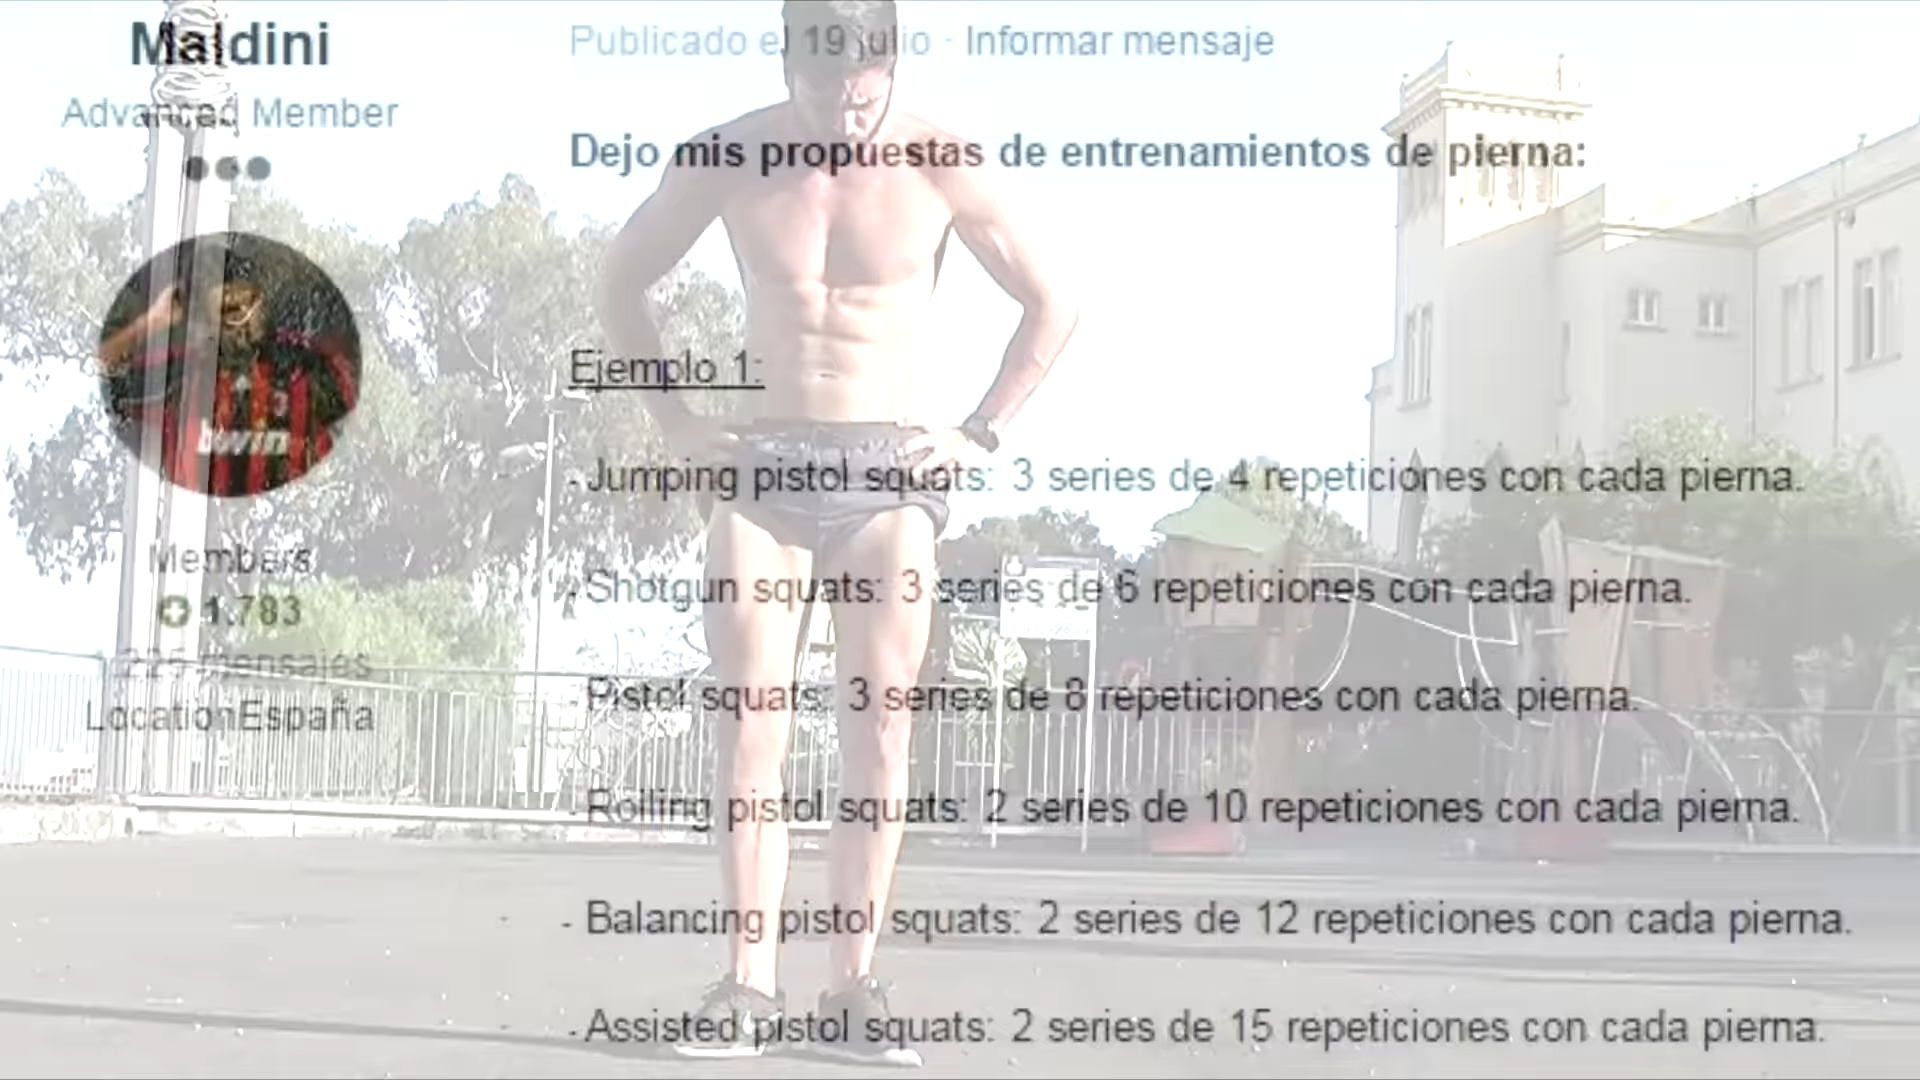 Maldini
Advanced Member
Publicado el 19 julio · Informar mensaje
Dejo mis propuestas de entrenamientos de pierna:
bwin
Members
1.783
mensajes
LocationEspaña
Ejemplo 1:
- Jumping pistol squats: 3 series de 4 repeticiones con cada pierna.
- Shotgun squats: 3 series de 6 repeticiones con cada pierna.
- Pistol squats: 3 series de 8 repeticiones con cada pierna.
- Rolling pistol squats: 2 series de 10 repeticiones con cada pierna.
- Balancing pistol squats: 2 series de 12 repeticiones con cada pierna.
- Assisted pistol squats: 2 series de 15 repeticiones con cada pierna.